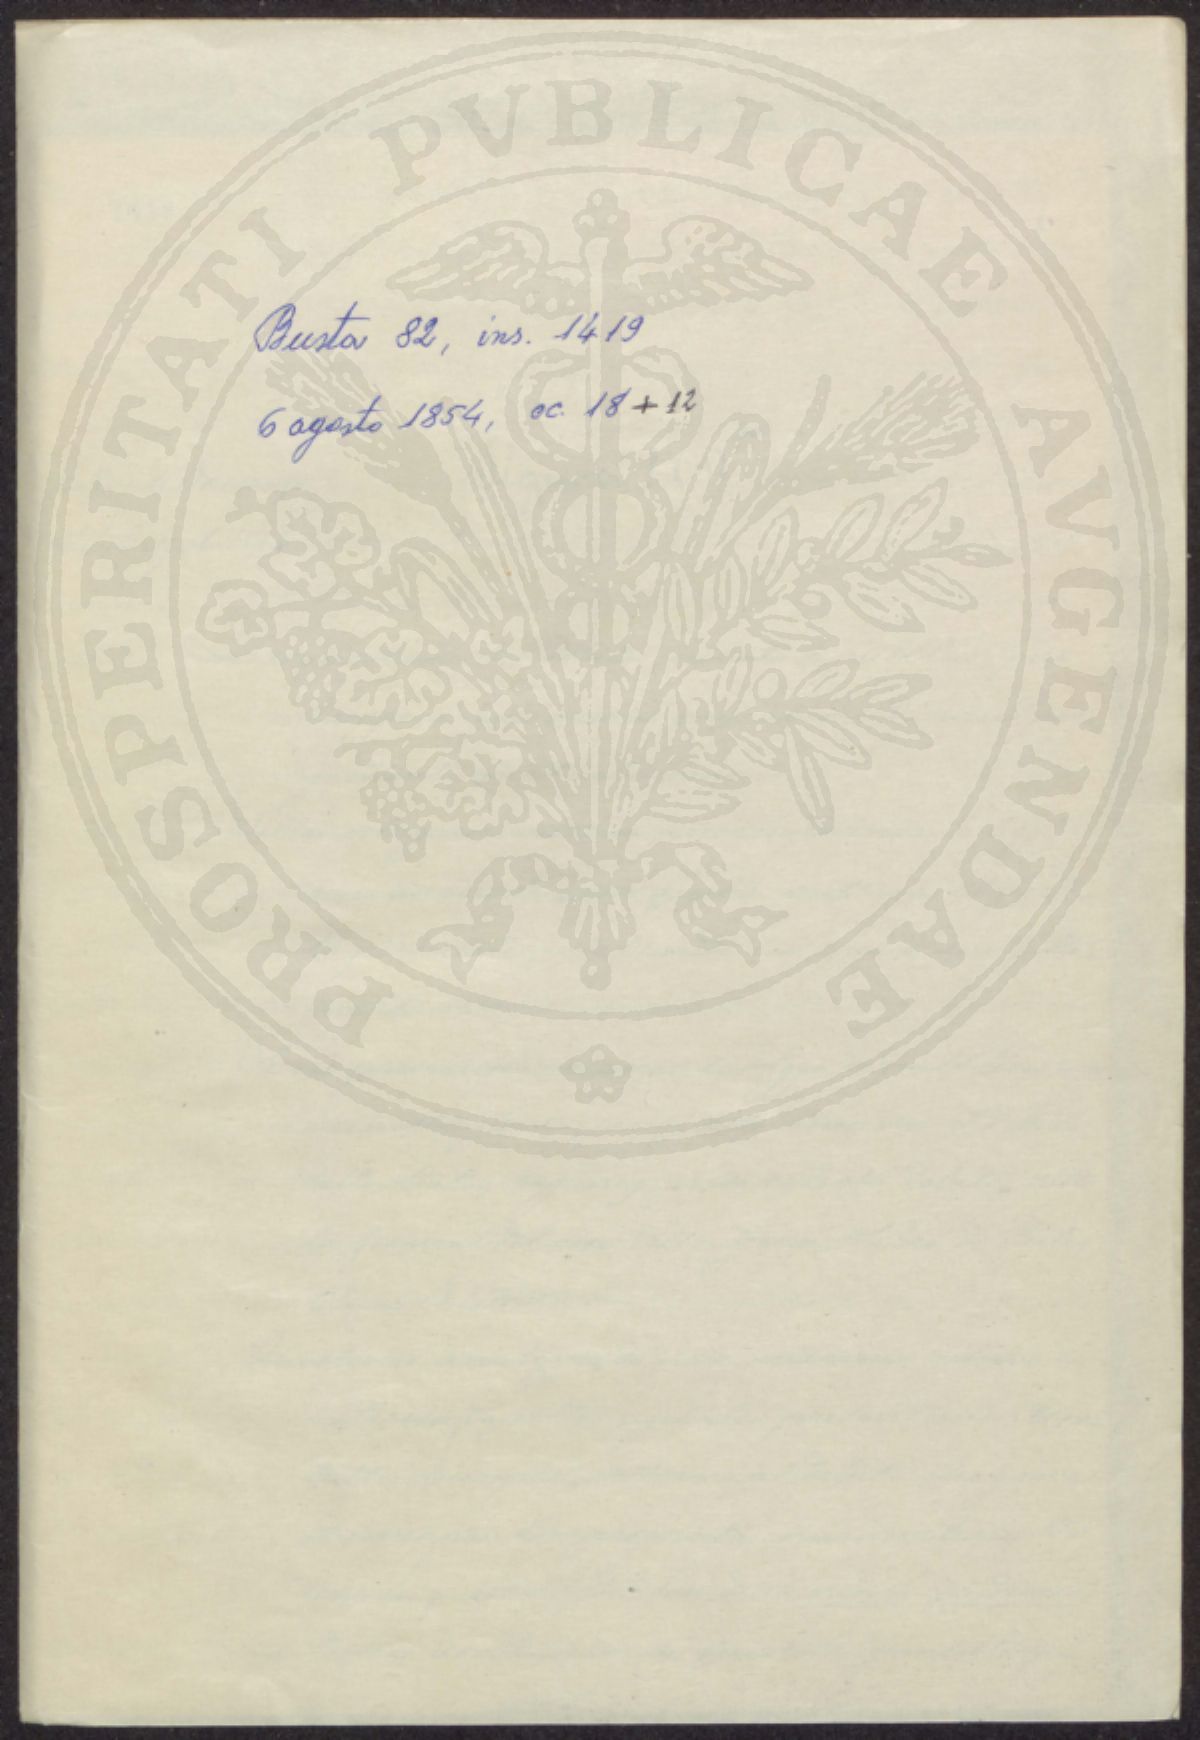 PROSPERITATI PVBLICAE AVGENDAE
Busta 82, ins. 1419
6 agosto 1854, cc. 18 + 12